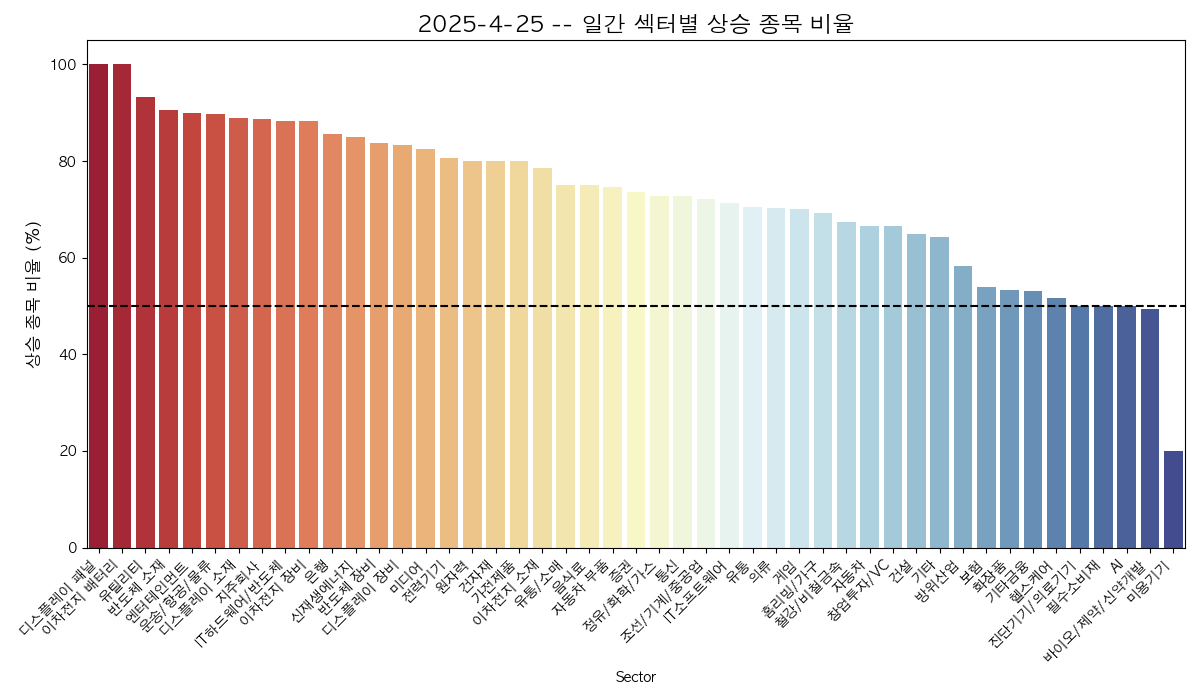 2025-4-25 -- 일간 섹터별 상승 종목 비율
상승 종목 비율 (%)
100
80
60
40
20
0
디스플레이 패널
이차전지 배터리
유틸리티
반도체 소재
엔터테인먼트
운송/항공/물류
디스플레이 소재
지주회사
IT하드웨어/반도체
이차전지 장비
은행
신재생에너지
반도체 장비
디스플레이 장비
미디어
전력기기
원자력
건자재
가전제품
이차전지 소재
유통/소매
음식료
자동차 부품
증권
정유/화학/가스
통신
조선/기계/중공업
IT소프트웨어
유통
의류
게임
홈리빙/가구
철강/비철금속
자동차
창업투자/VC
건설
기타
방위산업
보험
화장품
기타금융
헬스케어
진단기기/의료기기
필수소비재
AI
바이오/제약/신약개발
미용기기
Sector